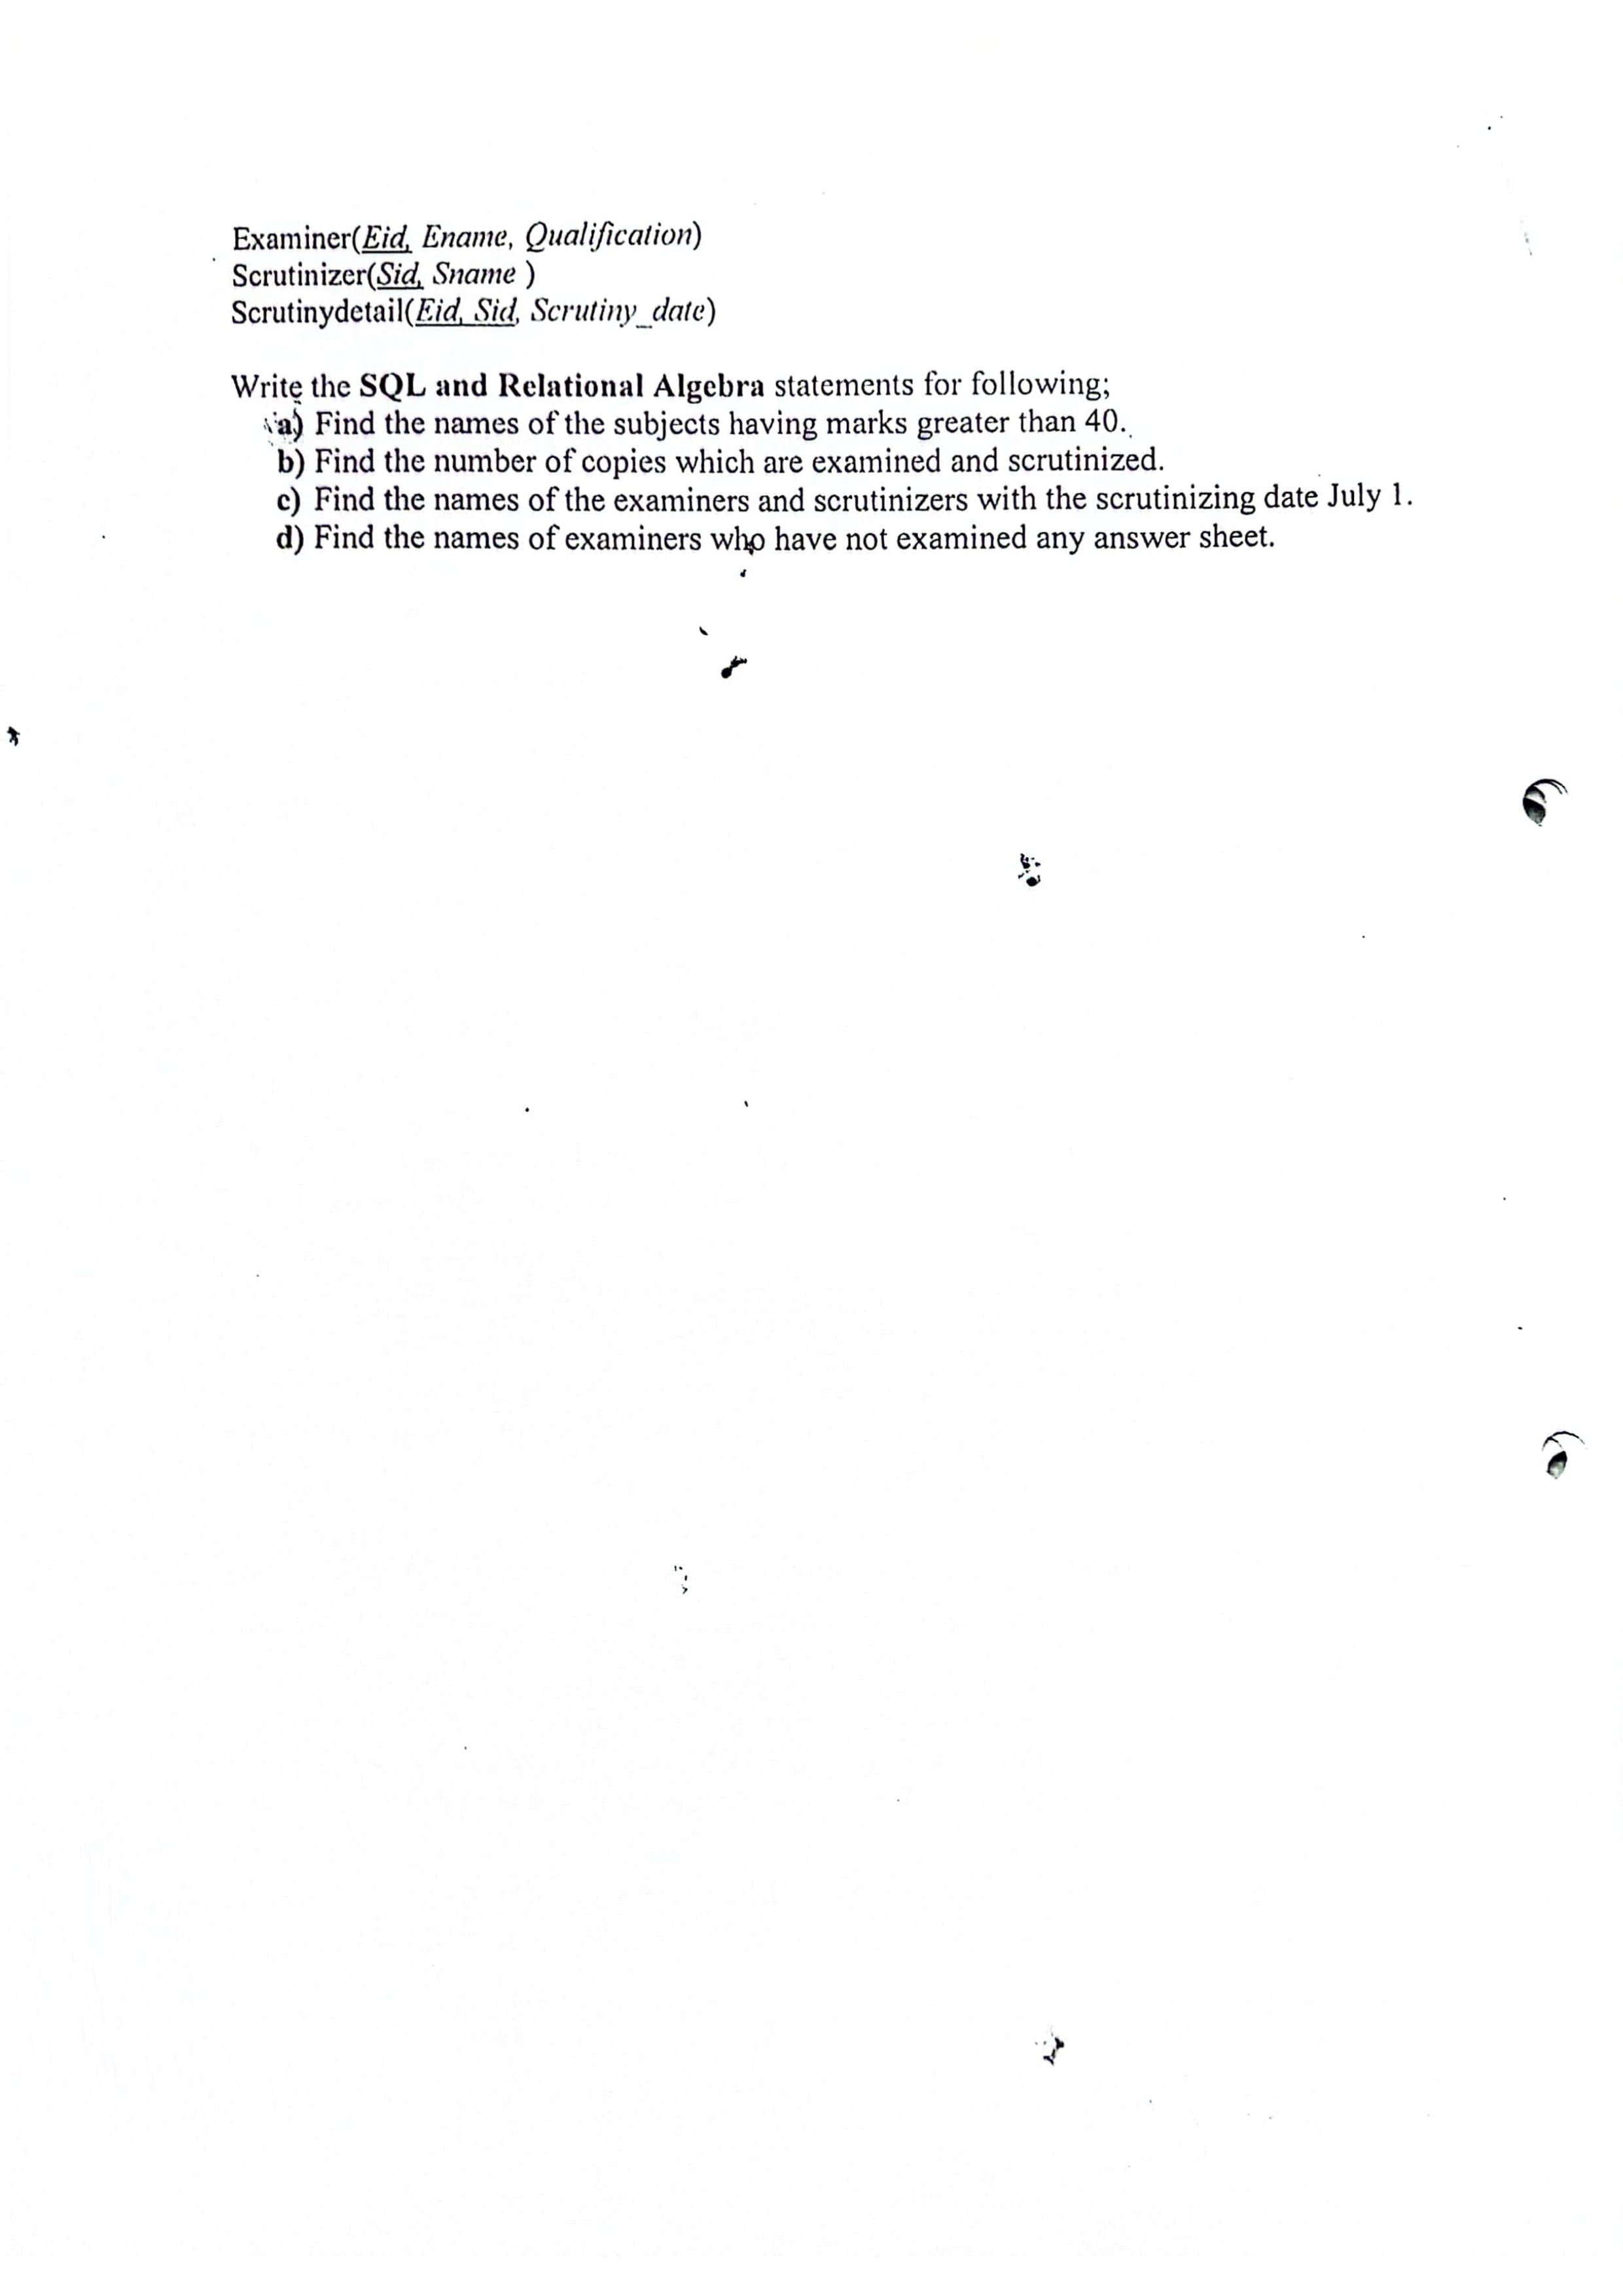 Examiner(Eid, Ename, Qualification)
Scrutinizer(Sid, Sname )
Scrutinydetail(Eid, Sid, Scrutiny_date)
Write the SQL and Relational Algebra statements for following;
a) Find the names of the subjects having marks greater than 40.
b) Find the number of copies which are examined and scrutinized.
c) Find the names of the examiners and scrutinizers with the scrutinizing date July 1.
d) Find the names of examiners who have not examined any answer sheet.